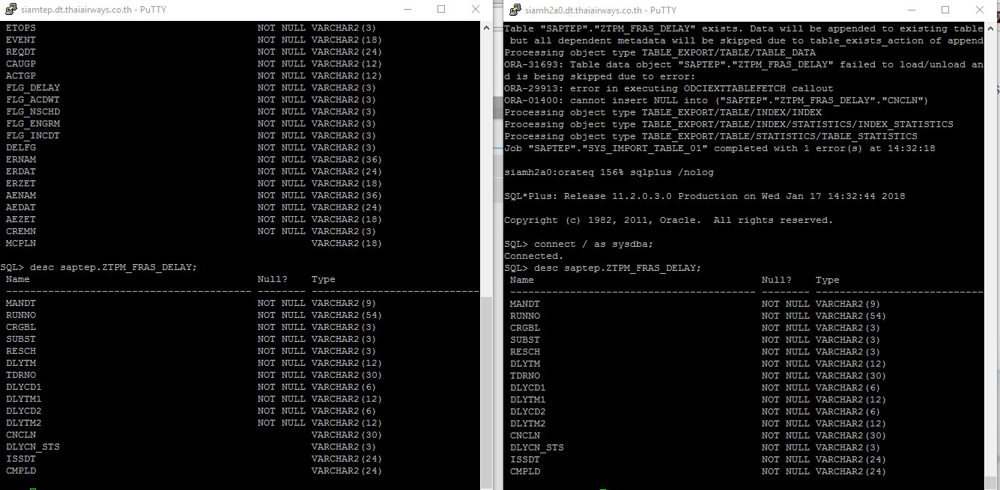 siamtep.dt.thaiairways.co.th - PuTTY
ETOPS NOT NULL VARCHAR2(3)
EVENT NOT NULL VARCHAR2(18)
REQDT NOT NULL VARCHAR2(24)
CAUGP NOT NULL VARCHAR2(12)
ACTGP NOT NULL VARCHAR2(12)
FLG_DELAY NOT NULL VARCHAR2(3)
FLG_ACDWT NOT NULL VARCHAR2(3)
FLG_NSCHD NOT NULL VARCHAR2(3)
FLG_ENGRM NOT NULL VARCHAR2(3)
FLG_INCDT NOT NULL VARCHAR2(3)
DELFG NOT NULL VARCHAR2(3)
ERNAM NOT NULL VARCHAR2(36)
ERDAT NOT NULL VARCHAR2(24)
ERZET NOT NULL VARCHAR2(18)
AENAM NOT NULL VARCHAR2(36)
AEDAT NOT NULL VARCHAR2(24)
AEZET NOT NULL VARCHAR2(18)
CREMN NOT NULL VARCHAR2(3)
MCPLN VARCHAR2(18)
SQL> desc saptep.ZTPM_FRAS_DELAY;
Name Null? Type
----------------------------------------- -------- ----------------------------
MANDT NOT NULL VARCHAR2(9)
RUNNO NOT NULL VARCHAR2(54)
CRGBL NOT NULL VARCHAR2(3)
SUBST NOT NULL VARCHAR2(3)
RESCH NOT NULL VARCHAR2(3)
DLYTM NOT NULL VARCHAR2(12)
TDRNO NOT NULL VARCHAR2(30)
DLYCD1 NOT NULL VARCHAR2(6)
DLYTM1 NOT NULL VARCHAR2(12)
DLYCD2 NOT NULL VARCHAR2(6)
DLYTM2 NOT NULL VARCHAR2(12)
CNCLN VARCHAR2(30)
DLYCN_STS VARCHAR2(3)
ISSDT VARCHAR2(24)
CMPLD VARCHAR2(24)
siamh2a0.dt.thaiairways.co.th - PuTTY
Table "SAPTEP"."ZTPM_FRAS_DELAY" exists. Data will be appended to existing table
but all dependent metadata will be skipped due to table_exists_action of append
Processing object type TABLE_EXPORT/TABLE/TABLE_DATA
ORA-31693: Table data object "SAPTEP"."ZTPM_FRAS_DELAY" failed to load/unload an
d is being skipped due to error:
ORA-29913: error in executing ODCIEXTTABLEFETCH callout
ORA-01400: cannot insert NULL into ("SAPTEP"."ZTPM_FRAS_DELAY"."CNCLN")
Processing object type TABLE_EXPORT/TABLE/INDEX/INDEX
Processing object type TABLE_EXPORT/TABLE/INDEX/STATISTICS/INDEX_STATISTICS
Processing object type TABLE_EXPORT/TABLE/STATISTICS/TABLE_STATISTICS
Job "SAPTEP"."SYS_IMPORT_TABLE_01" completed with 1 error(s) at 14:32:18
siamh2a0:orateq 156% sqlplus /nolog
SQL*Plus: Release 11.2.0.3.0 Production on Wed Jan 17 14:32:44 2018
Copyright (c) 1982, 2011, Oracle.  All rights reserved.
SQL> connect / as sysdba;
Connected.
SQL> desc saptep.ZTPM_FRAS_DELAY;
Name Null? Type
----------------------------------------- -------- ----------------------------
MANDT NOT NULL VARCHAR2(9)
RUNNO NOT NULL VARCHAR2(54)
CRGBL NOT NULL VARCHAR2(3)
SUBST NOT NULL VARCHAR2(3)
RESCH NOT NULL VARCHAR2(3)
DLYTM NOT NULL VARCHAR2(12)
TDRNO NOT NULL VARCHAR2(30)
DLYCD1 NOT NULL VARCHAR2(6)
DLYTM1 NOT NULL VARCHAR2(12)
DLYCD2 NOT NULL VARCHAR2(6)
DLYTM2 NOT NULL VARCHAR2(12)
CNCLN NOT NULL VARCHAR2(30)
DLYCN_STS NOT NULL VARCHAR2(3)
ISSDT NOT NULL VARCHAR2(24)
CMPLD NOT NULL VARCHAR2(24)